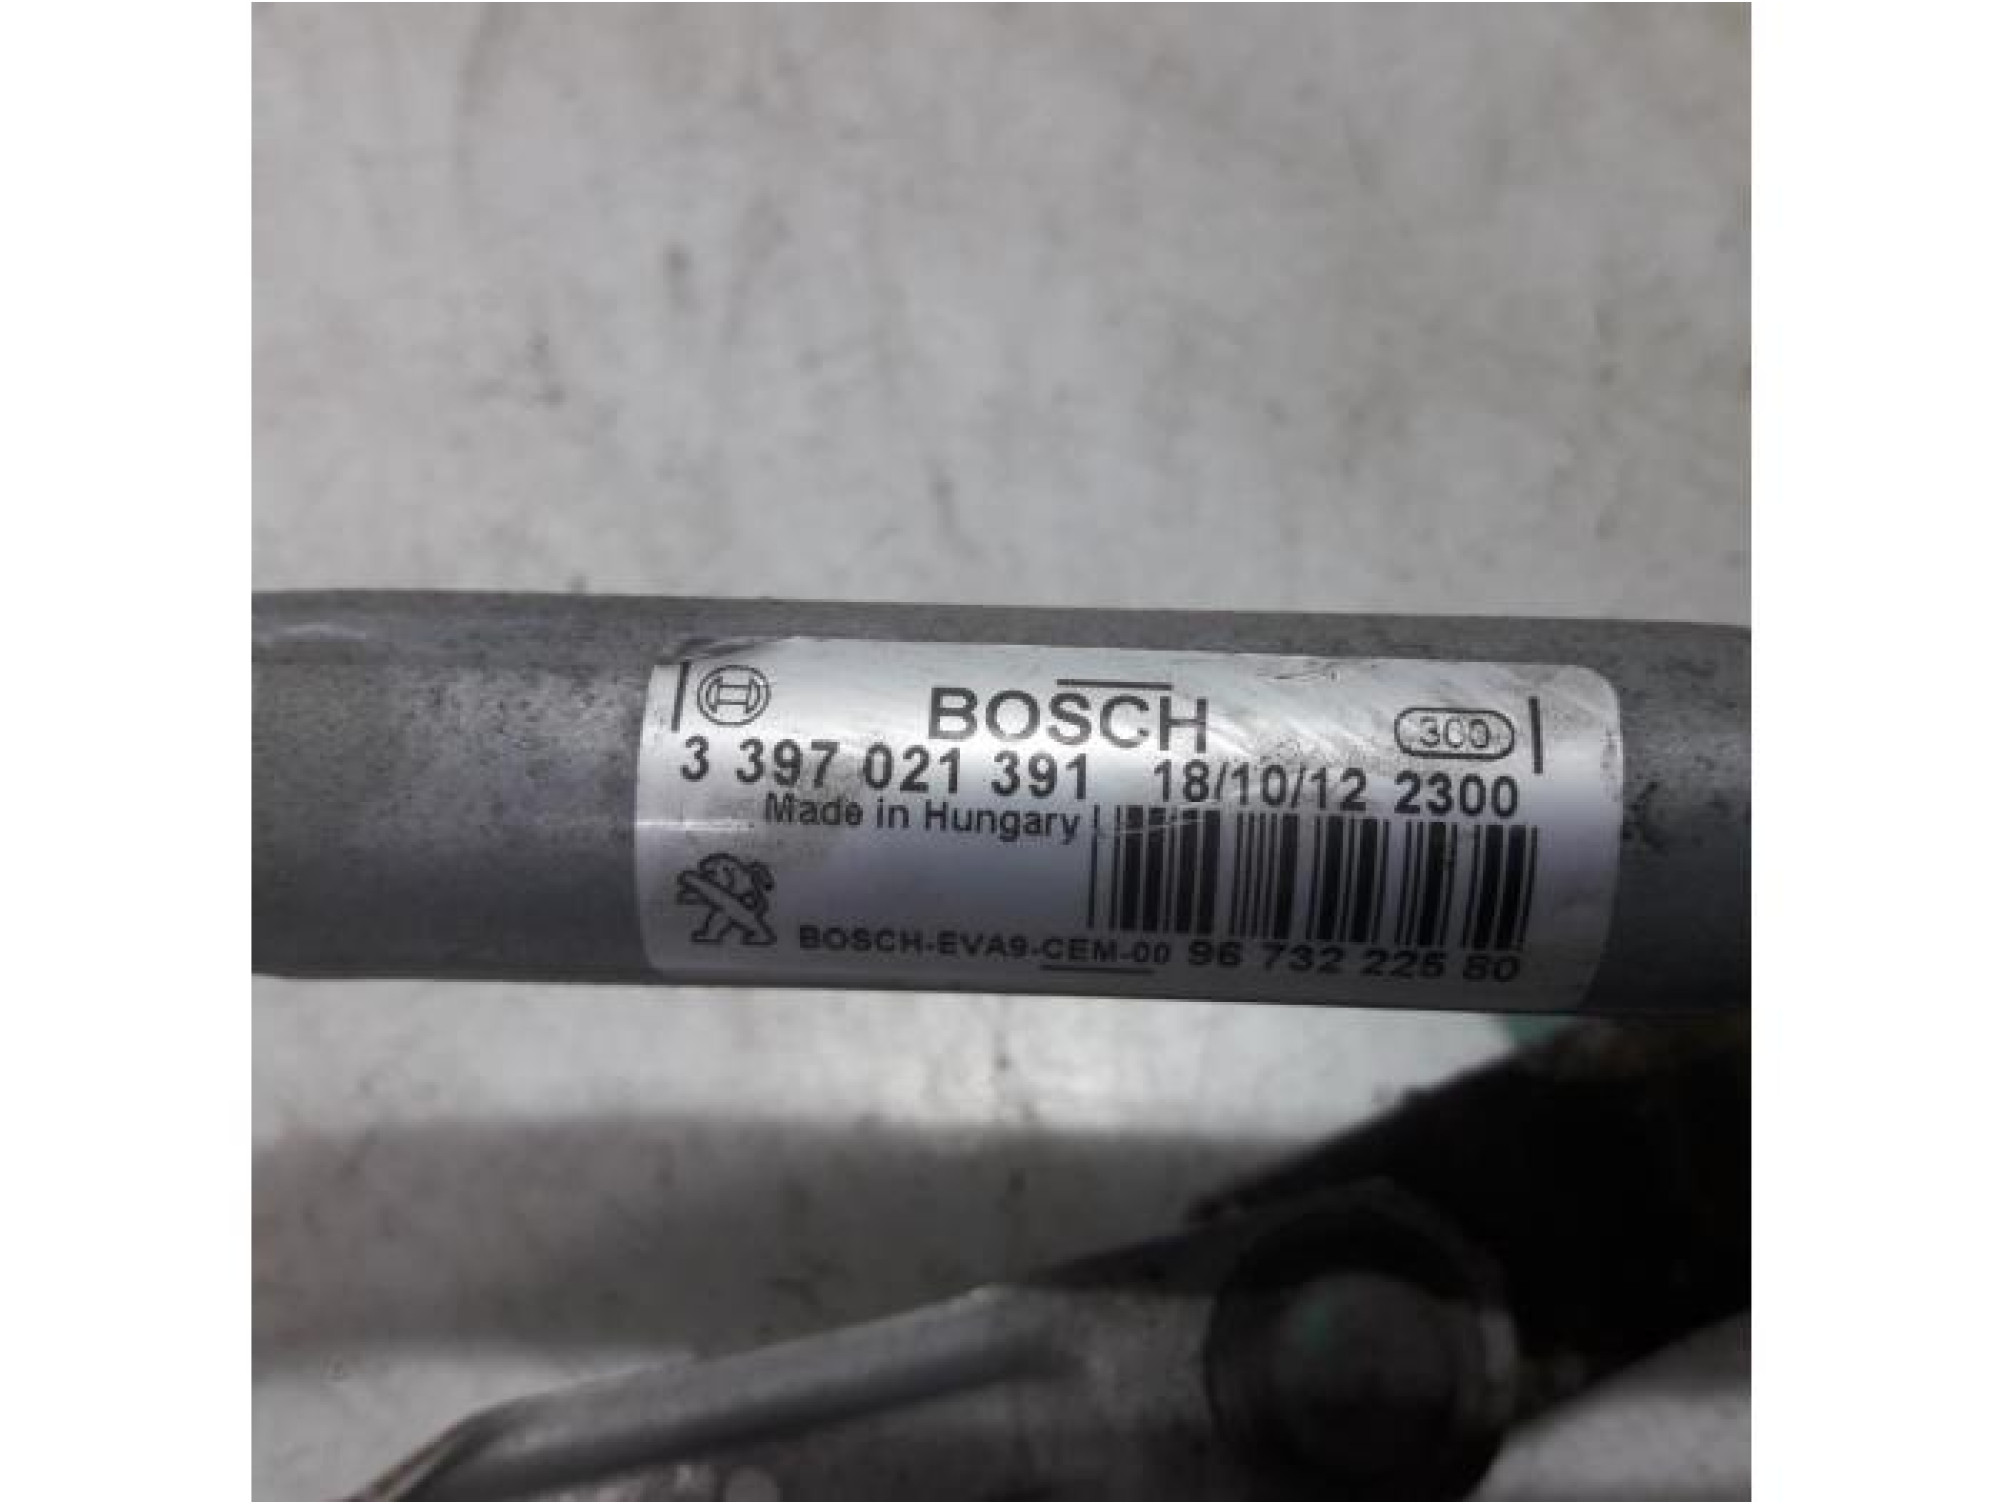 BOSCH 300
3 397 021 391 18/10/12 2300
Made in Hungary
BOSCH-EVA9-CEM-00 96 732 225 80